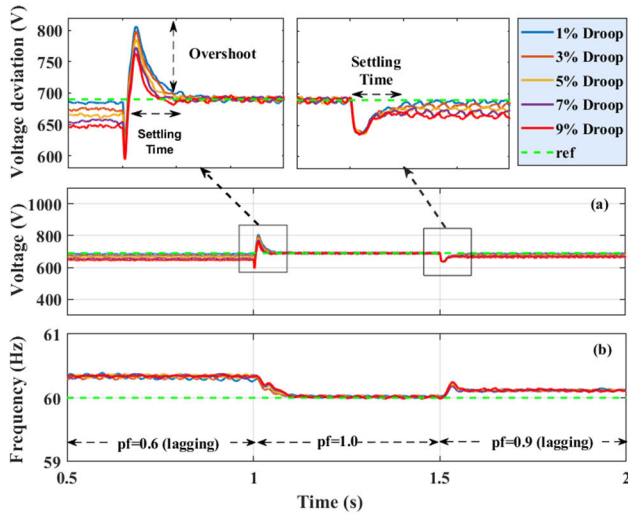 Voltage deviation (V)
800
700
600
Overshoot
Settling
Time
Settling
Time
1% Droop
3% Droop
5% Droop
7% Droop
9% Droop
ref
Voltage (V)
1000
800
600
400
(a)
Frequency (Hz)
61
60
59
(b)
pf=0.6 (lagging)
pf=1.0
pf=0.9 (lagging)
0.5
1
1.5
2
Time (s)